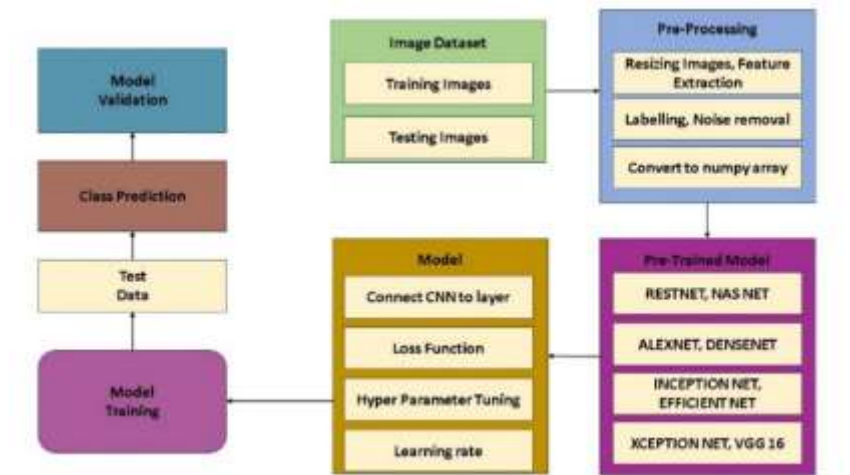 Image Dataset
Training Images
Testing Images
Pre-Processing
Resizing Images, Feature
Extraction
Labelling, Noise removal
Convert to numpy array
Pre-Trained Model
RESTNET, NAS NET
ALEXNET, DENSENET
INCEPTION NET,
EFFICIENT NET
XCEPTION NET, VGG 16
Model
Connect CNN to layer
Loss Function
Hyper Parameter Tuning
Learning rate
Model
Training
Test
Data
Class Prediction
Model
Validation